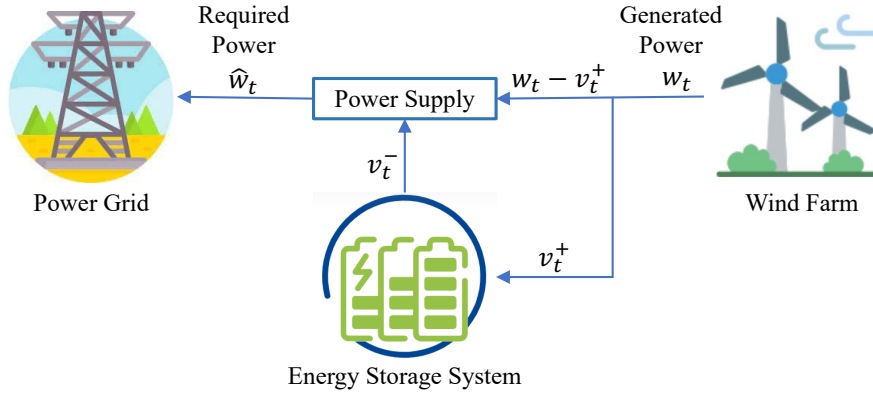 Required
Power
ŵ_t
Generated
Power
w_t
Power Supply
w_t − v_t^+
v_t^−
Power Grid
Wind Farm
v_t^+
Energy Storage System